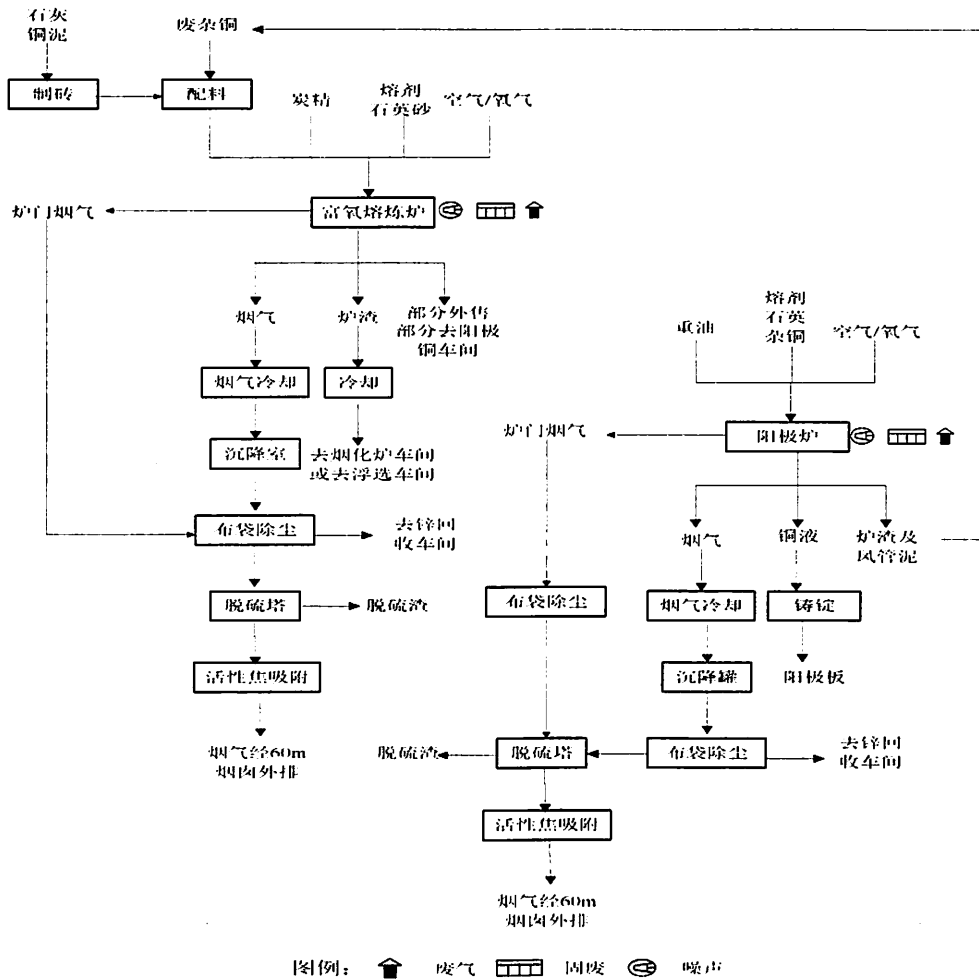 石灰
铜泥
废杂铜
制砖
配料
炭精
熔剂
石英砂
空气/氧气
炉门烟气
富氧熔炼炉
烟气
炉渣
部分外售
部分去阳极
铜车间
烟气冷却
冷却
沉降室
去烟化炉车间
或去浮选车间
布袋除尘
去锌回
收车间
脱硫塔
脱硫渣
活性焦吸附
烟气经60m
烟囱外排
重油
熔剂
石英
杂铜
空气/氧气
炉门烟气
阳极炉
烟气
铜液
炉渣及
风管泥
布袋除尘
烟气冷却
铸锭
沉降罐
阳极板
脱硫渣
脱硫塔
布袋除尘
去锌回
收车间
活性焦吸附
烟气经60m
烟囱外排
图例：
废气
固废
噪声